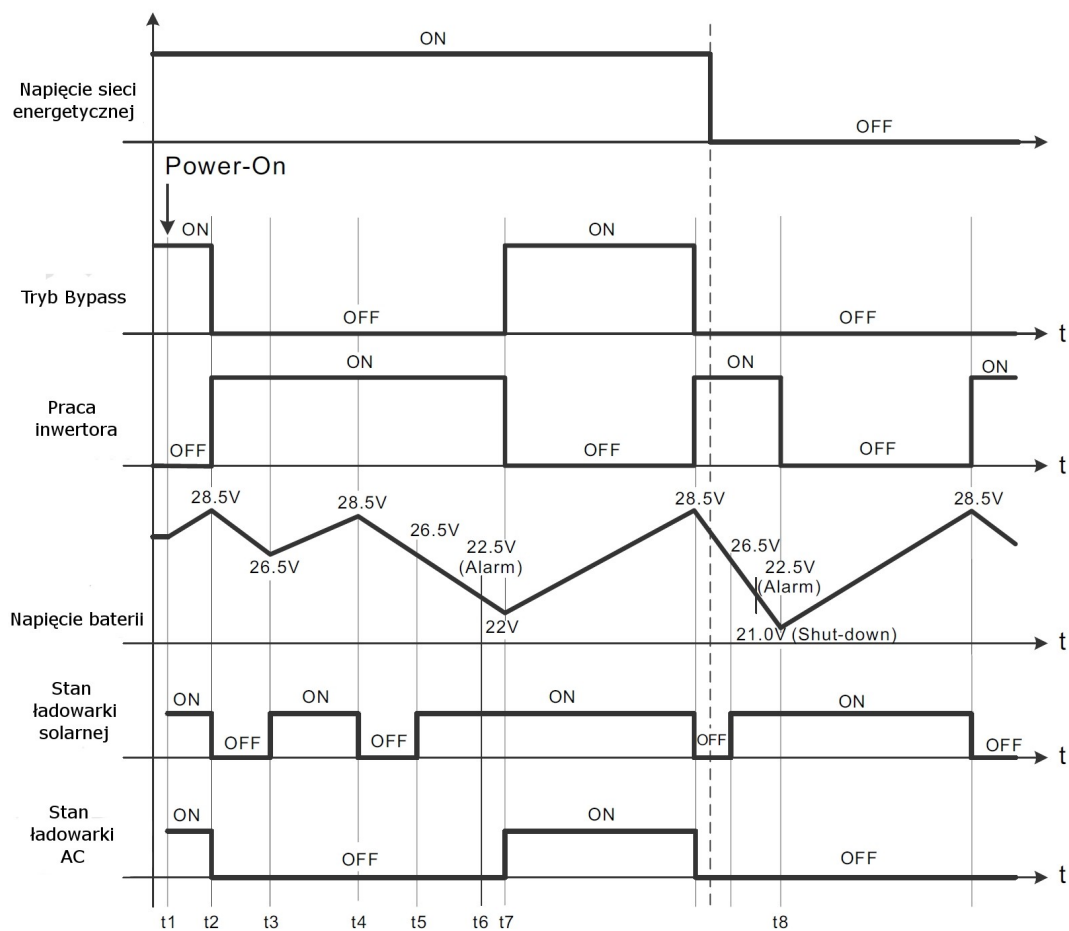 ON
Napięcie sieci
energetycznej
OFF
Power-On
ON
ON
Tryb Bypass
OFF
OFF
t
ON
ON
ON
Praca
inwertora
OFF
OFF
OFF
t
28.5V
28.5V
28.5V
28.5V
26.5V
26.5V
22.5V
(Alarm)
26.5V
22.5V
(Alarm)
Napięcie baterii
22V
21.0V (Shut-down)
t
Stan
ładowarki
solarnej
ON
ON
ON
ON
OFF
OFF
OFF
OFF
t
Stan
ładowarki
AC
ON
ON
OFF
OFF
t
t1 t2 t3 t4 t5 t6 t7 t8